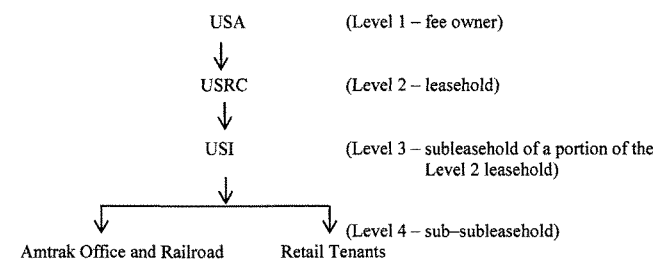 USA (Level 1 – fee owner)
USRC (Level 2 – leasehold)
USI (Level 3 – subleasehold of a portion of the
Level 2 leasehold)
(Level 4 – sub–subleasehold)
Amtrak Office and Railroad Retail Tenants